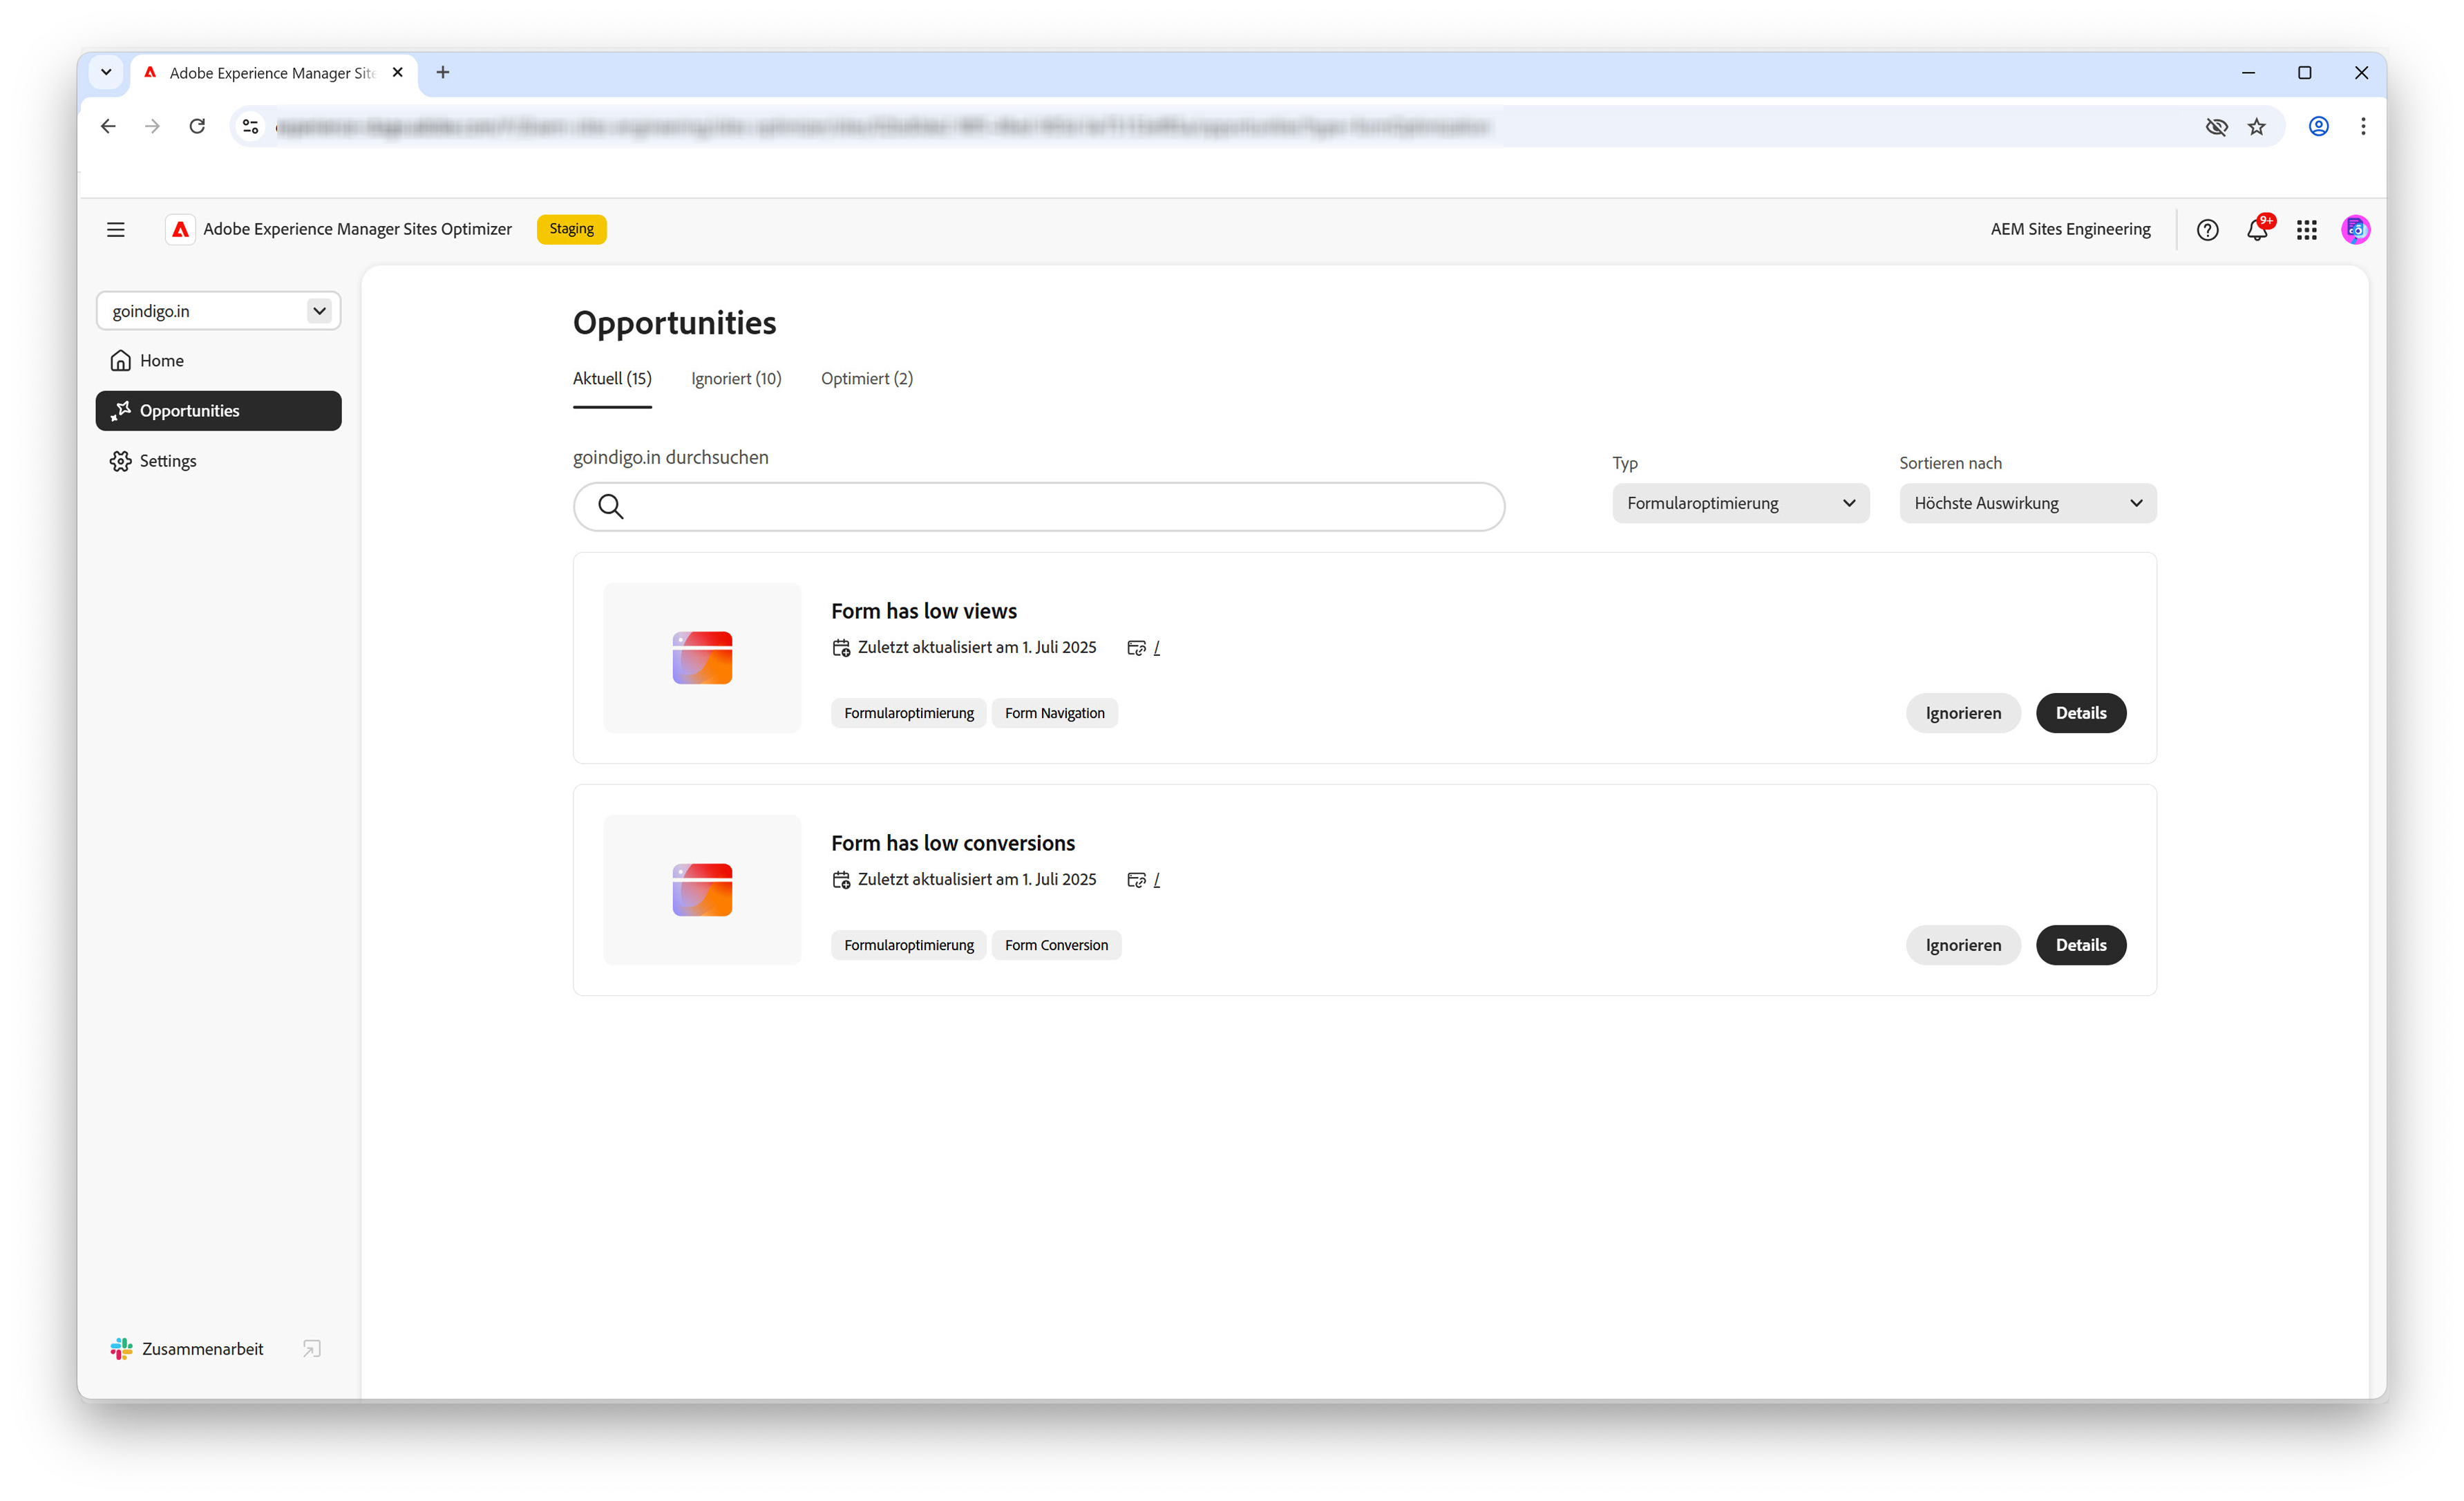 Adobe Experience Manager Site
Adobe Experience Manager Sites Optimizer
Staging
AEM Sites Engineering
9+
goindigo.in
Home
Opportunities
Settings
Zusammenarbeit
Opportunities
Aktuell (15) Ignoriert (10) Optimiert (2)
goindigo.in durchsuchen
Typ
Formularoptimierung
Sortieren nach
Höchste Auswirkung
Form has low views
Zuletzt aktualisiert am 1. Juli 2025 /
Formularoptimierung Form Navigation
Ignorieren Details
Form has low conversions
Zuletzt aktualisiert am 1. Juli 2025 /
Formularoptimierung Form Conversion
Ignorieren Details